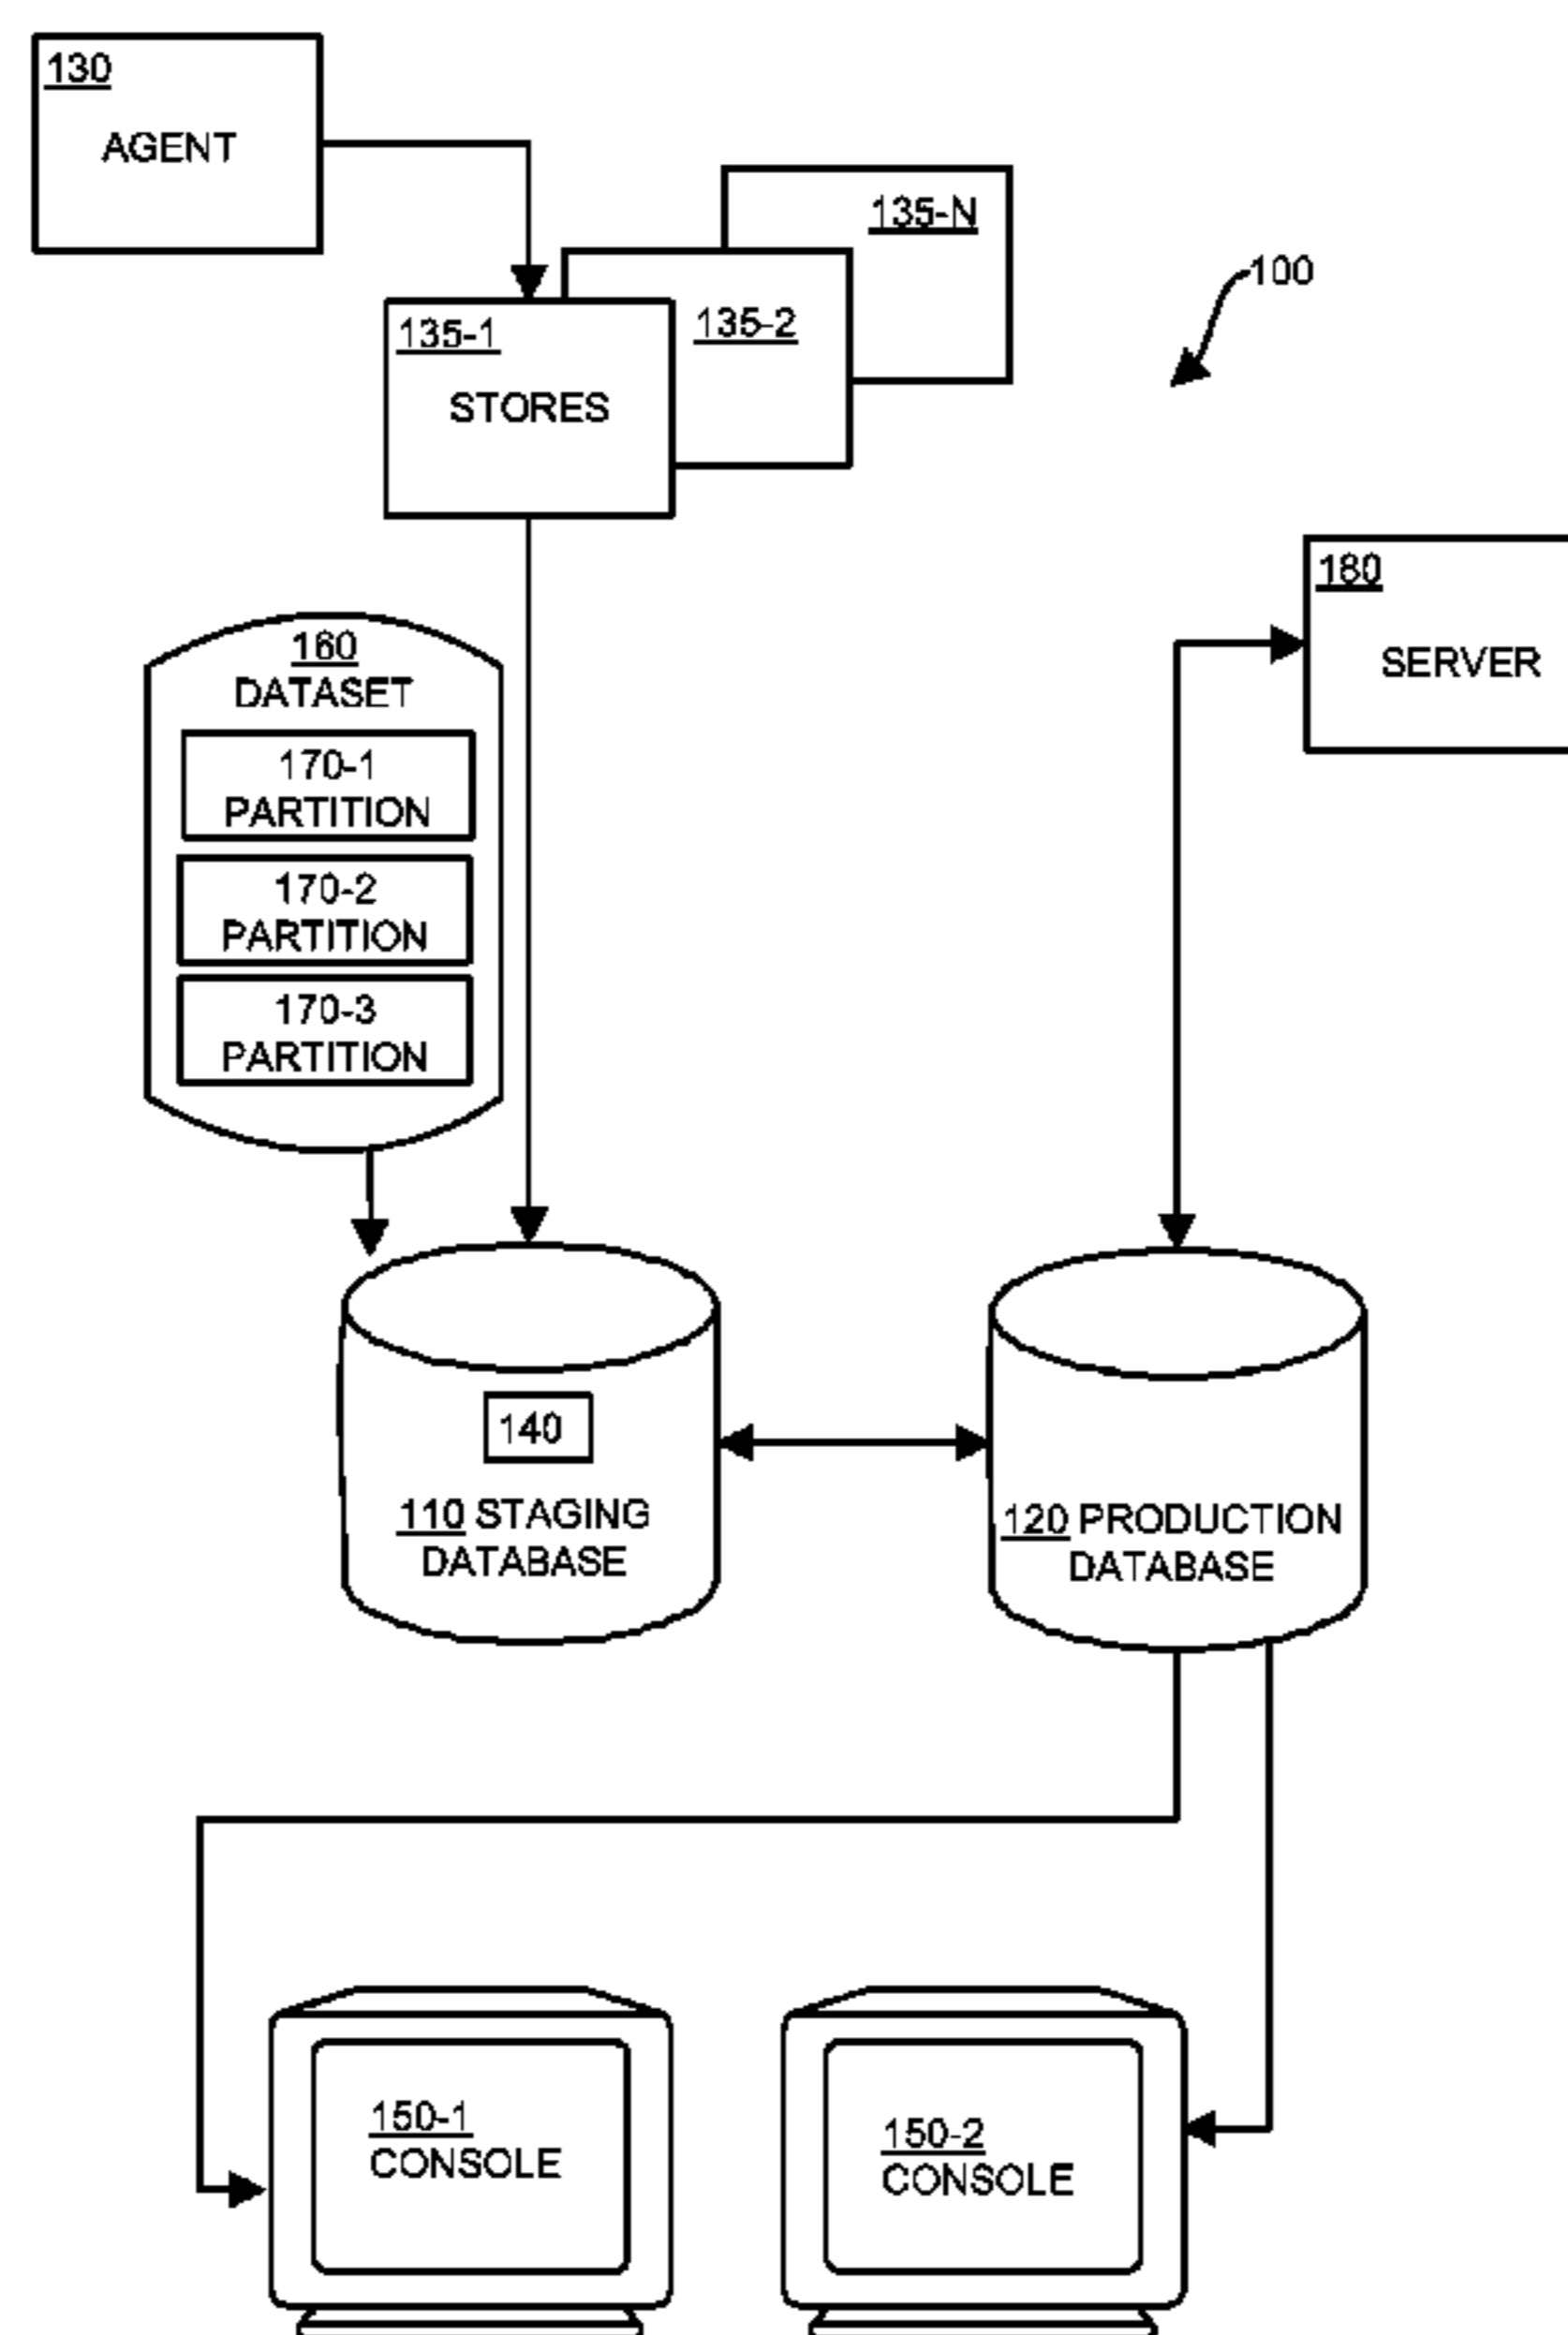 130
AGENT
135-N
100
135-2
135-1
STORES
180
SERVER
160
DATASET
170-1
PARTITION
170-2
PARTITION
170-3
PARTITION
140
110 STAGING
DATABASE
120 PRODUCTION
DATABASE
150-1
CONSOLE
150-2
CONSOLE